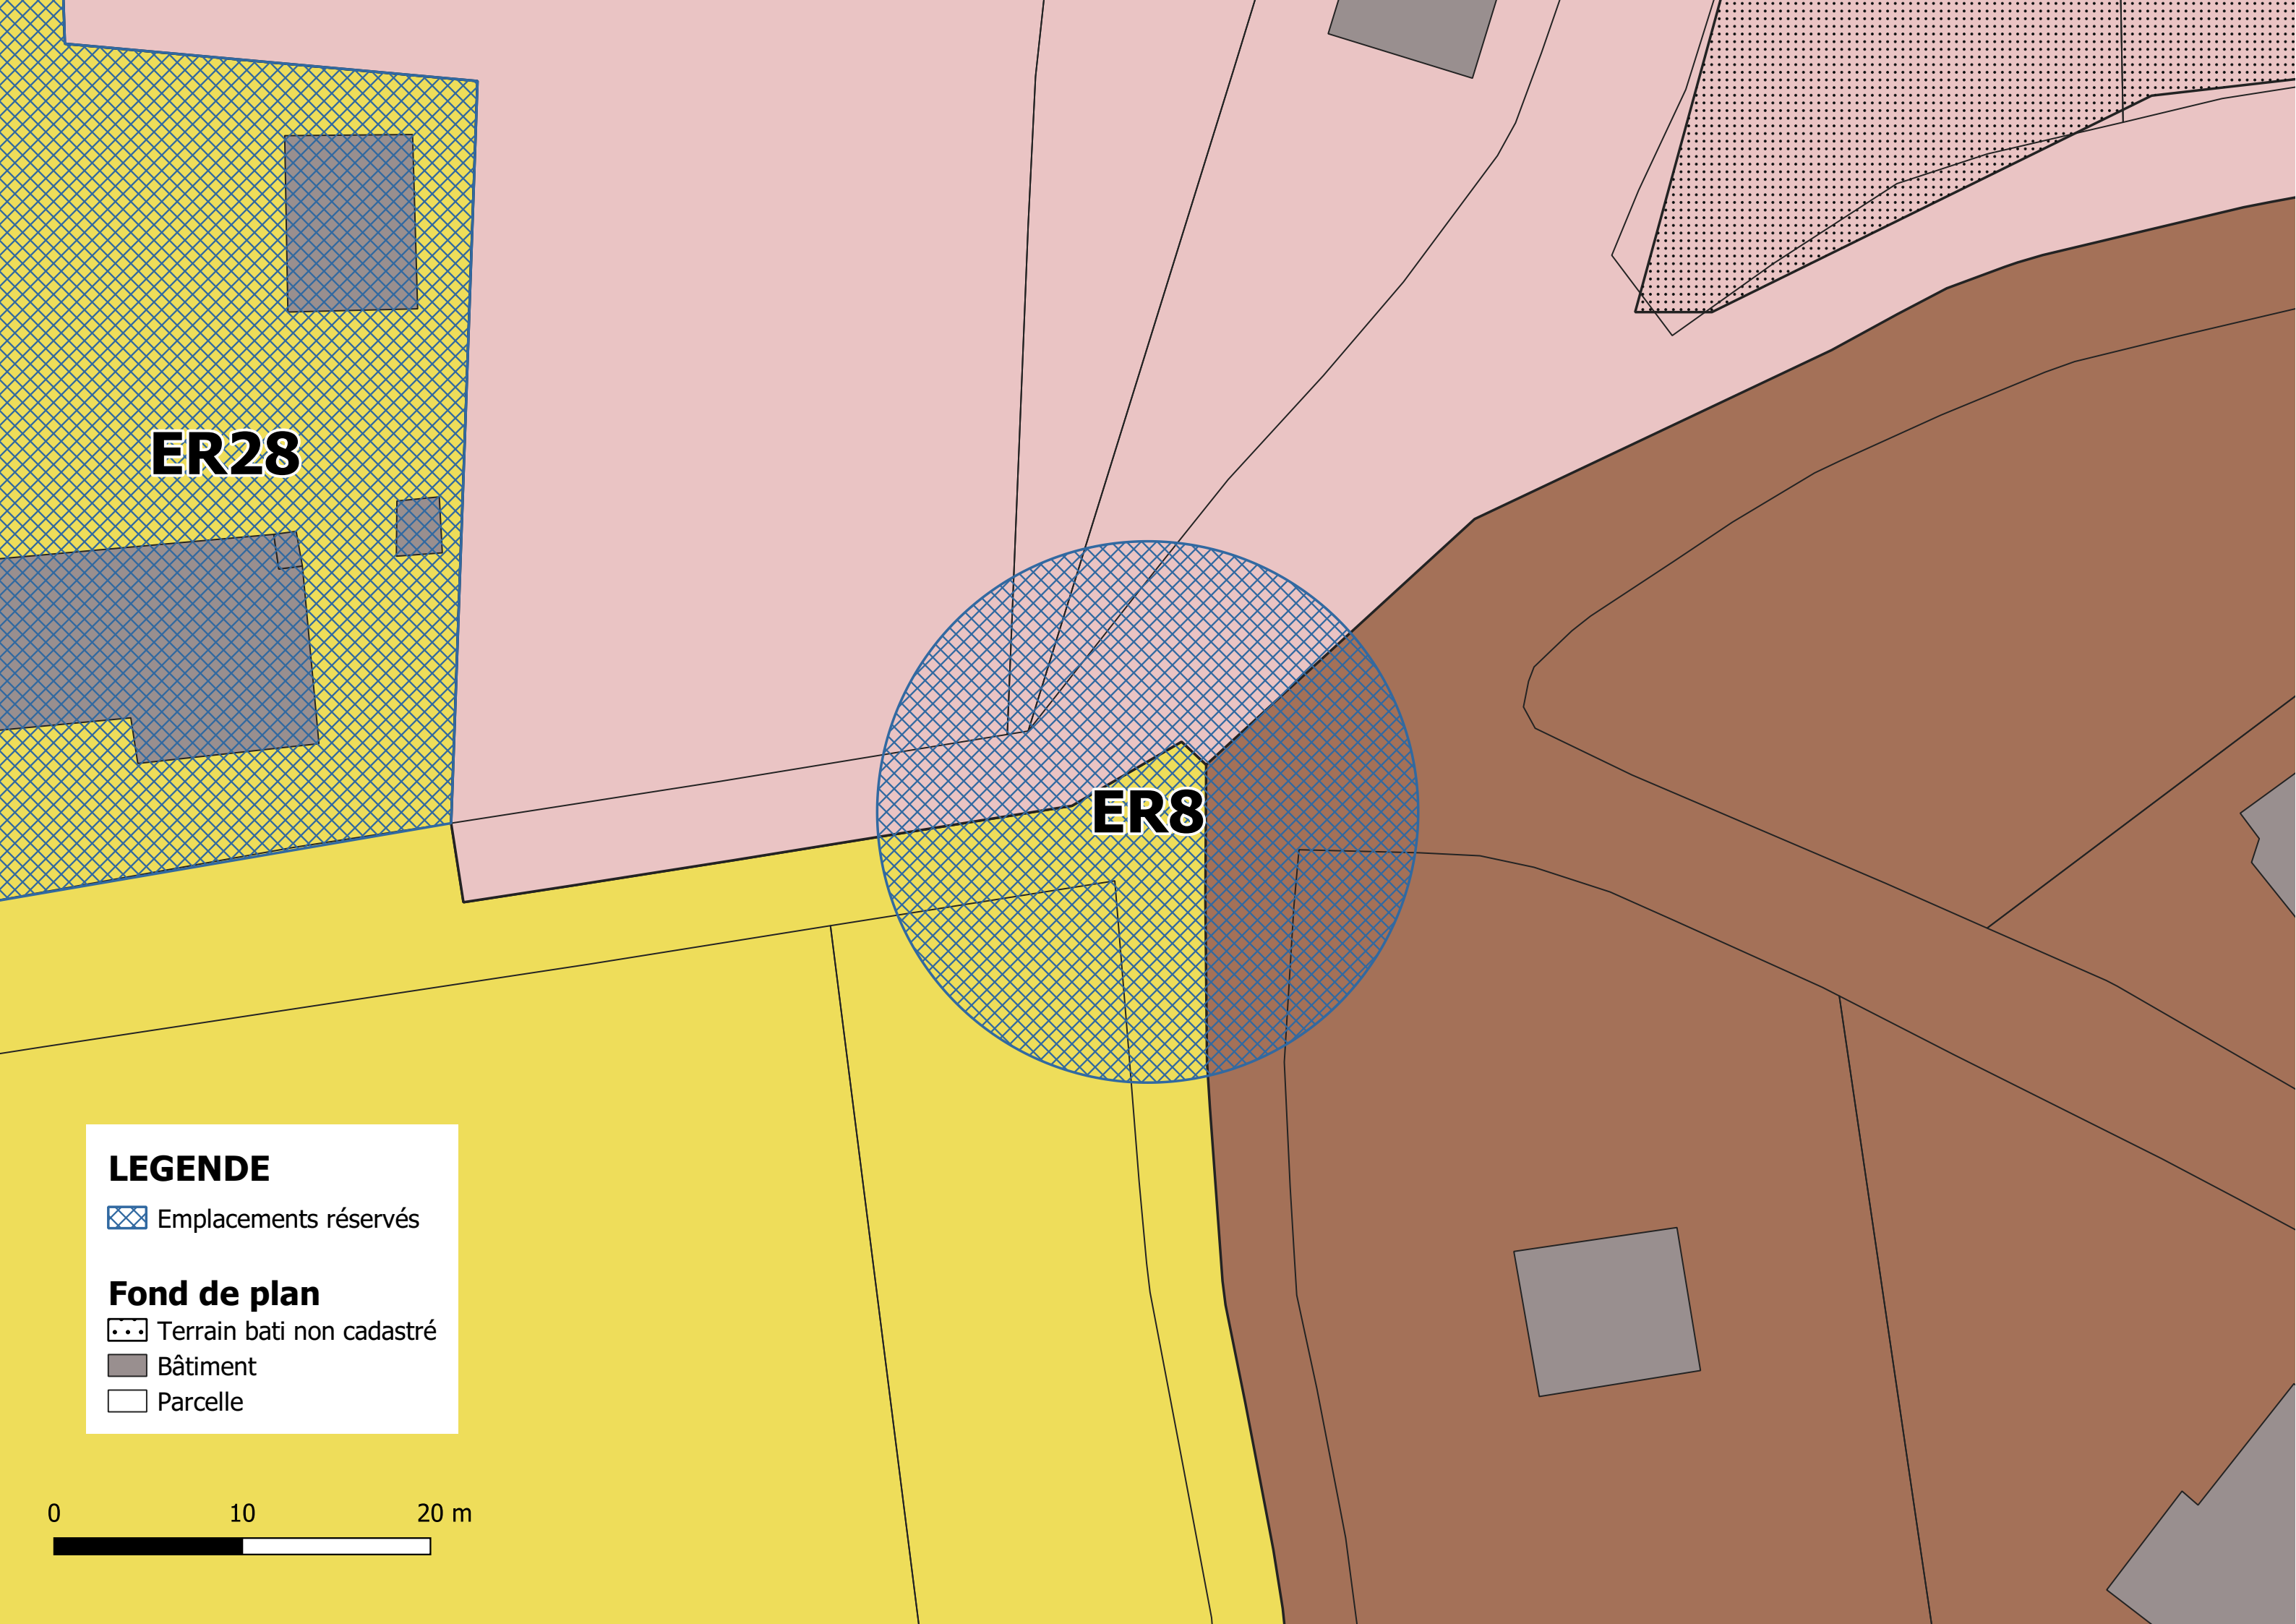 ER28
ER8
LEGENDE
Emplacements réservés
Fond de plan
Terrain bati non cadastré
Bâtiment
Parcelle
0 10 20 m